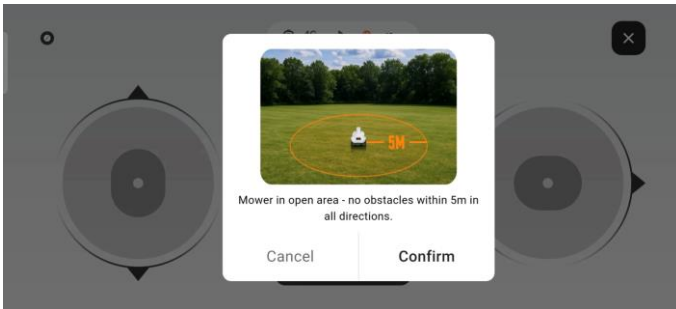 5M
Mower in open area - no obstacles within 5m in
all directions.
Cancel
Confirm